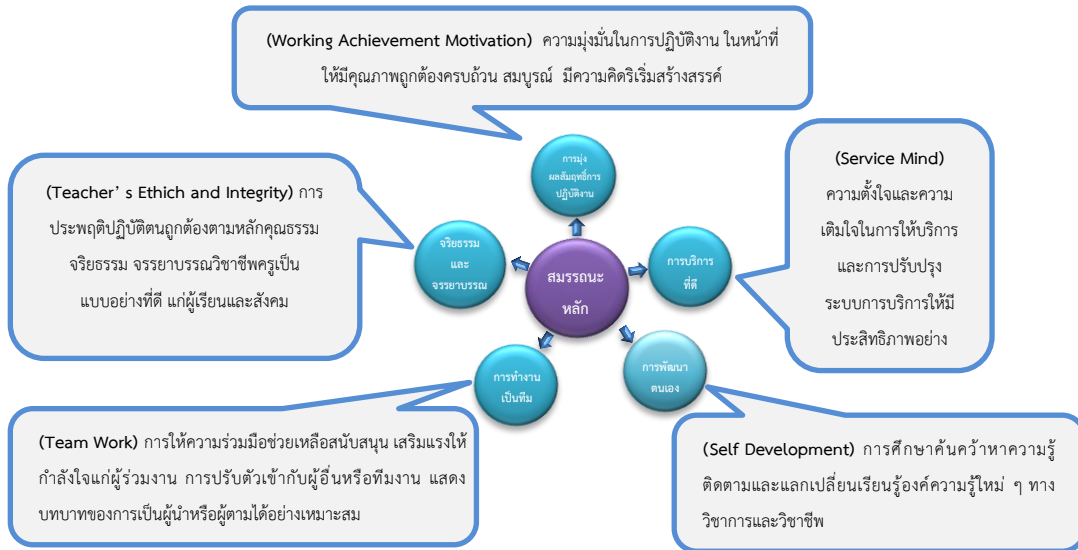 (Working Achievement Motivation) ความมุ่งมั่นในการปฏิบัติงาน ในหน้าที่
ให้มีคุณภาพถูกต้องครบถ้วน สมบูรณ์ มีความคิดริเริ่มสร้างสรรค์
การมุ่ง
ผลสัมฤทธิ์การ
ปฏิบัติงาน
(Service Mind)
ความตั้งใจและความ
เติมใจในการให้บริการ
และการปรับปรุง
ระบบการบริการให้มี
ประสิทธิภาพอย่าง
(Teacher’ s Ethich and Integrity) การ
ประพฤติปฏิบัติตนถูกต้องตามหลักคุณธรรม
จริยธรรม จรรยาบรรณวิชาชีพครูเป็น
แบบอย่างที่ดี แก่ผู้เรียนและสังคม
จริยธรรม
และ
จรรยาบรรณ
สมรรถนะ
หลัก
การบริการ
ที่ดี
การทำงาน
เป็นทีม
การพัฒนา
ตนเอง
(Team Work) การให้ความร่วมมือช่วยเหลือสนับสนุน เสริมแรงให้
กำลังใจแก่ผู้ร่วมงาน การปรับตัวเข้ากับผู้อื่นหรือทีมงาน แสดง
บทบาทของการเป็นผู้นำหรือผู้ตามได้อย่างเหมาะสม
(Self Development) การศึกษาค้นคว้าหาความรู้
ติดตามและแลกเปลี่ยนเรียนรู้องค์ความรู้ใหม่ ๆ ทาง
วิชาการและวิชาชีพ